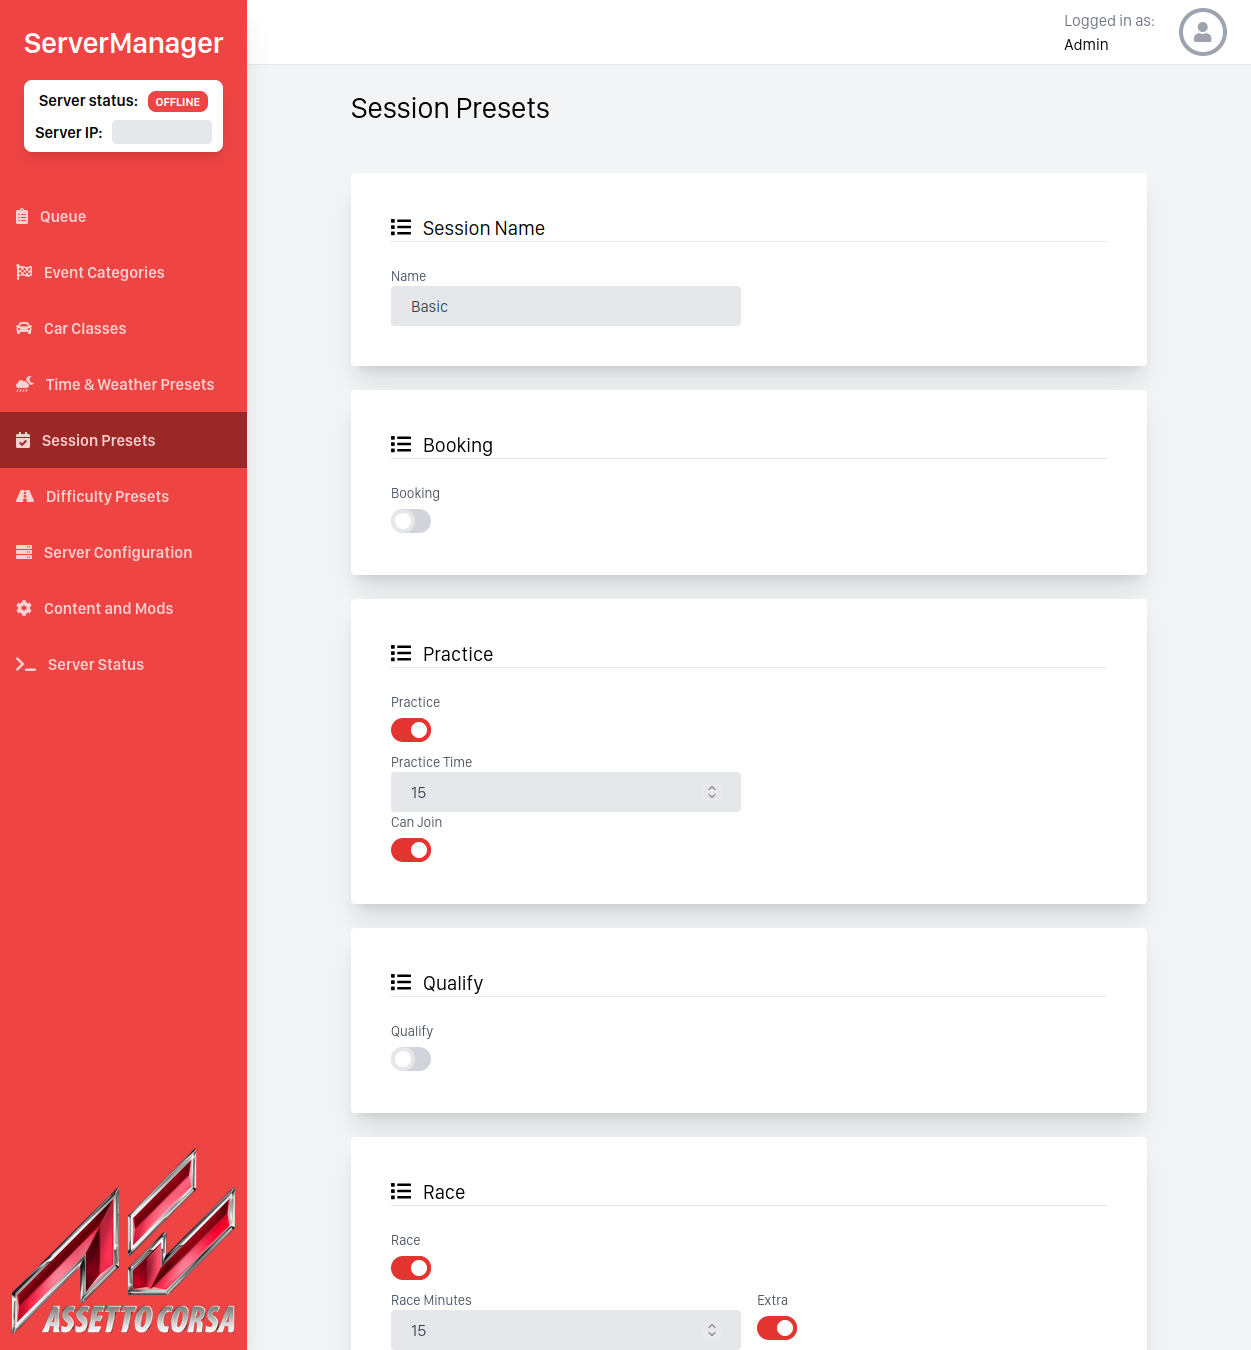 ServerManager
Server status: OFFLINE
Server IP:
Queue
Event Categories
Car Classes
Time & Weather Presets
Session Presets
Difficulty Presets
Server Configuration
Content and Mods
Server Status
ASSETTO CORSA
Logged in as:
Admin
Session Presets
Session Name
Name
Basic
Booking
Booking
Practice
Practice
Practice Time
15
Can Join
Qualify
Qualify
Race
Race
Race Minutes Extra
15